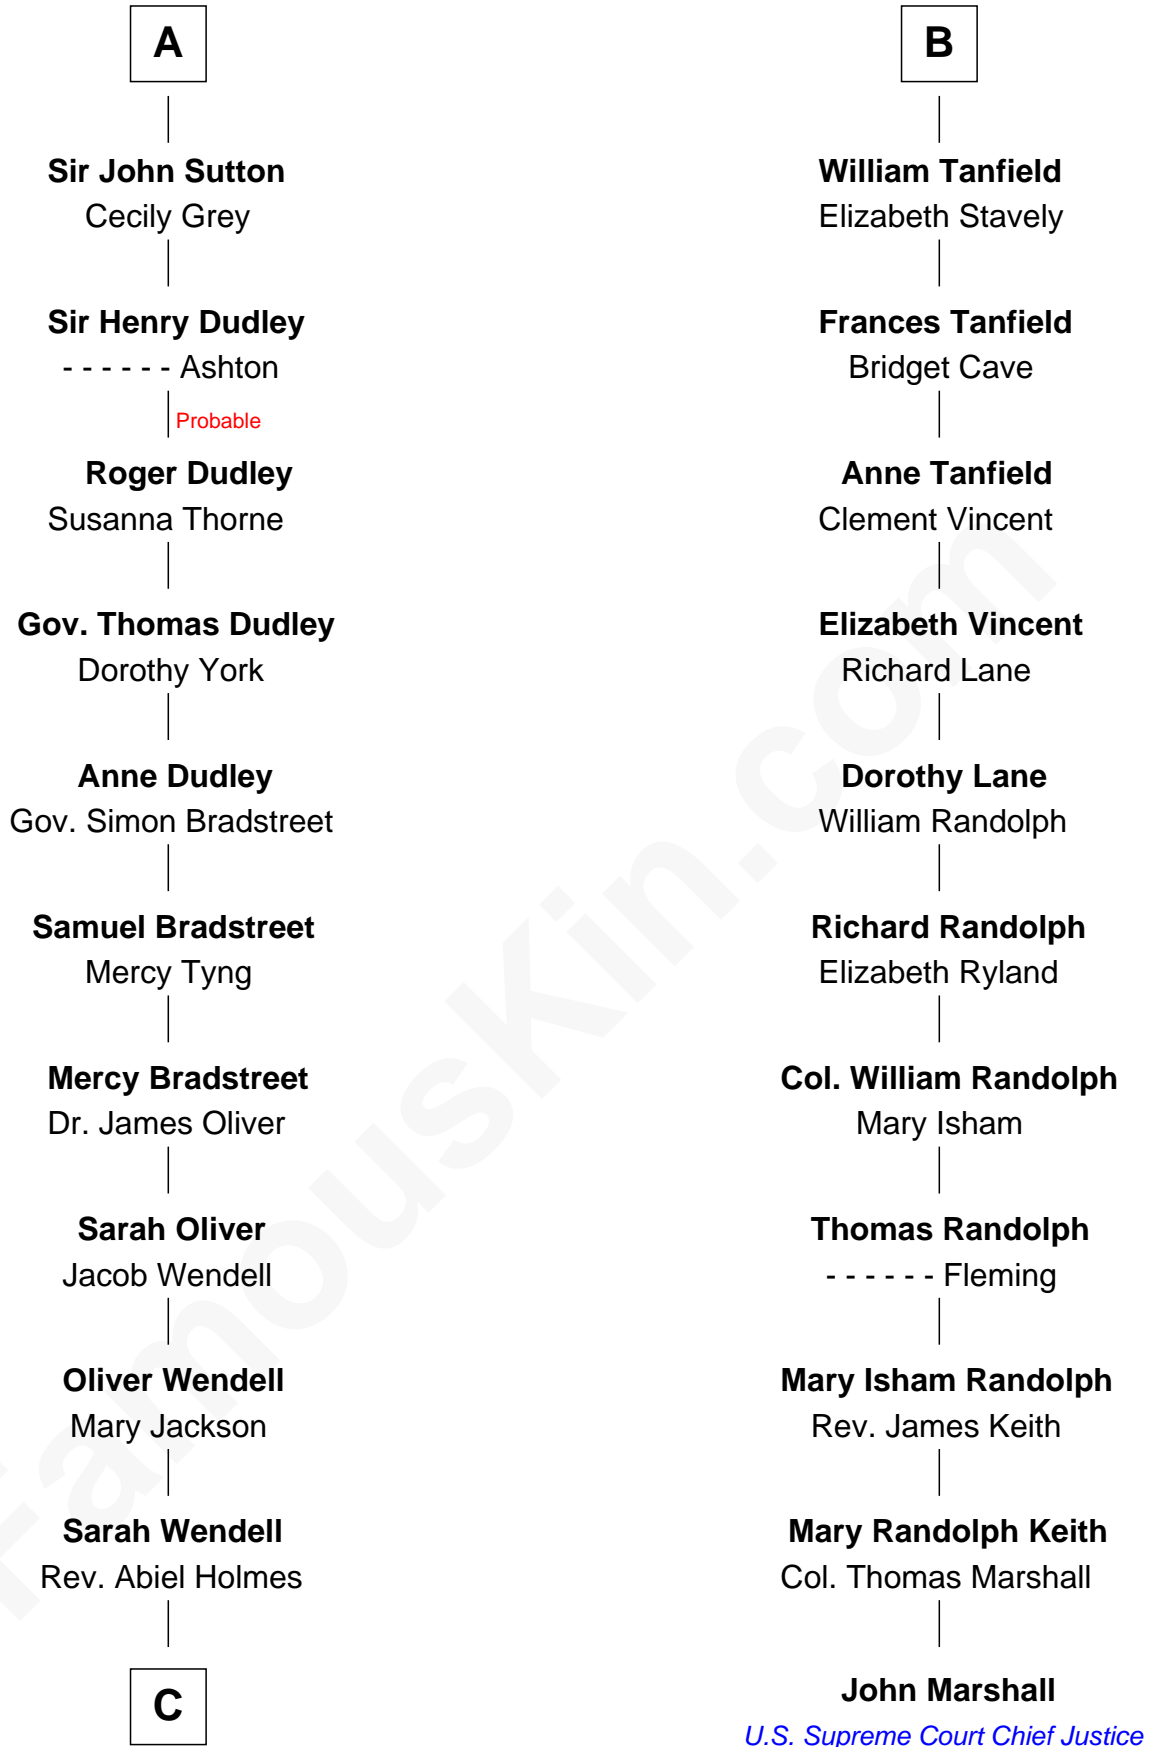 A
Sir John Sutton
Cecily Grey
Sir Henry Dudley
- - - - - - Ashton
Probable
Roger Dudley
Susanna Thorne
Gov. Thomas Dudley
Dorothy York
Anne Dudley
Gov. Simon Bradstreet
Samuel Bradstreet
Mercy Tyng
Mercy Bradstreet
Dr. James Oliver
Sarah Oliver
Jacob Wendell
Oliver Wendell
Mary Jackson
Sarah Wendell
Rev. Abiel Holmes
C
B
William Tanfield
Elizabeth Stavely
Frances Tanfield
Bridget Cave
Anne Tanfield
Clement Vincent
Elizabeth Vincent
Richard Lane
Dorothy Lane
William Randolph
Richard Randolph
Elizabeth Ryland
Col. William Randolph
Mary Isham
Thomas Randolph
- - - - - - Fleming
Mary Isham Randolph
Rev. James Keith
Mary Randolph Keith
Col. Thomas Marshall
John Marshall
U.S. Supreme Court Chief Justice
FamousKin.com